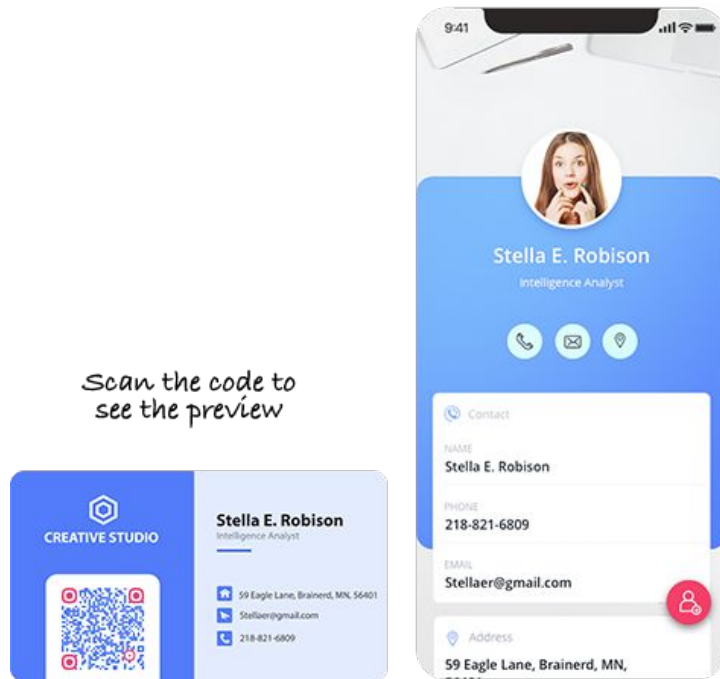 Scan the code to
see the preview
CREATIVE STUDIO
Stella E. Robison
Intelligence Analyst
59 Eagle Lane, Brainerd, MN, 56401
Stellaer@gmail.com
218-821-6809
9:41
Stella E. Robison
Intelligence Analyst
Contact
NAME
Stella E. Robison
PHONE
218-821-6809
EMAIL
Stellaer@gmail.com
Address
59 Eagle Lane, Brainerd, MN,